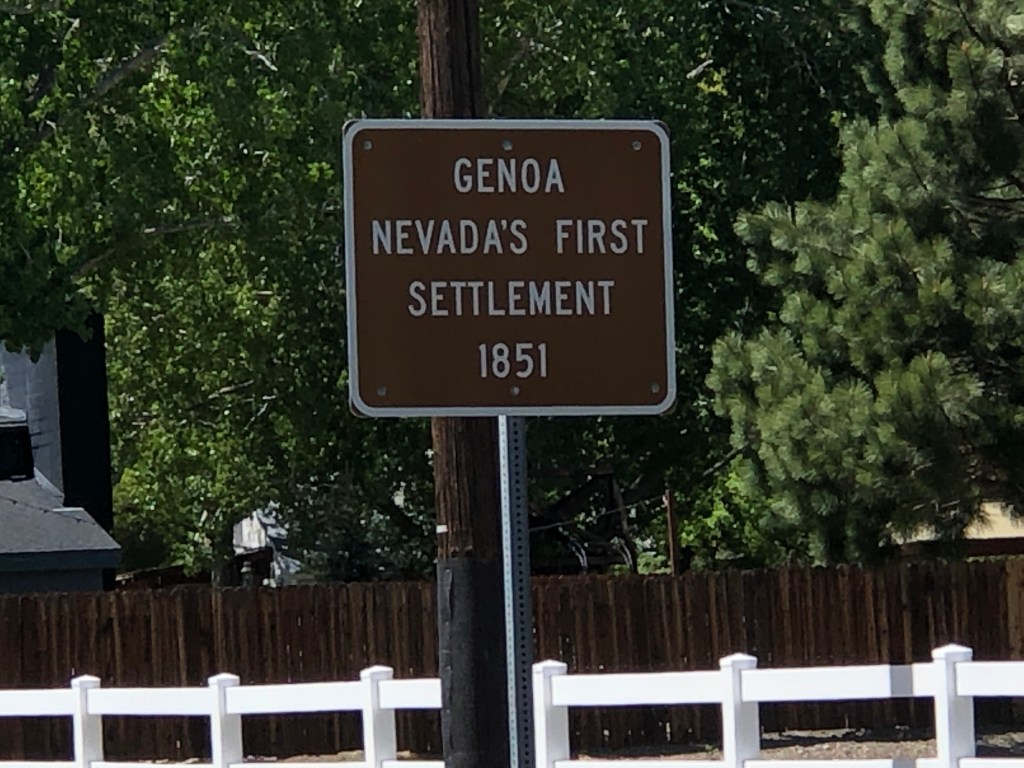 GENOA
NEVADA'S FIRST
SETTLEMENT
1851